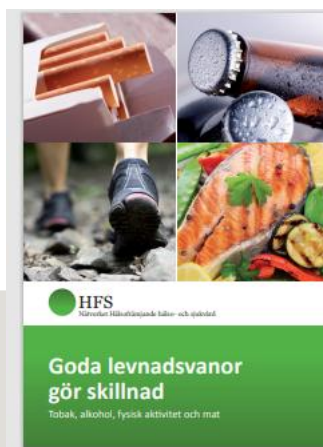 HFS
Nätverket Hälsofrämjande hälso- och sjukvård
Goda levnadsvanor
gör skillnad
Tobak, alkohol, fysisk aktivitet och mat